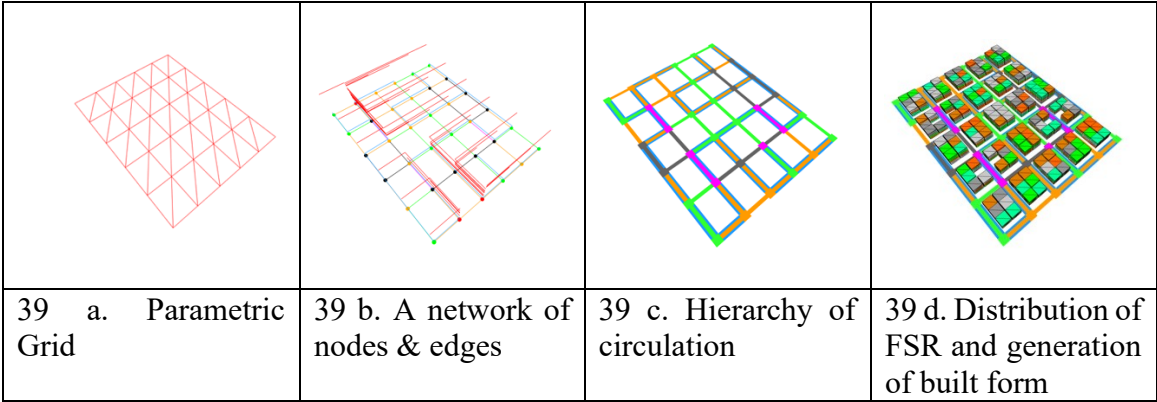 39 a. Parametric
Grid
39 b. A network of
nodes & edges
39 c. Hierarchy of
circulation
39 d. Distribution of
FSR and generation
of built form